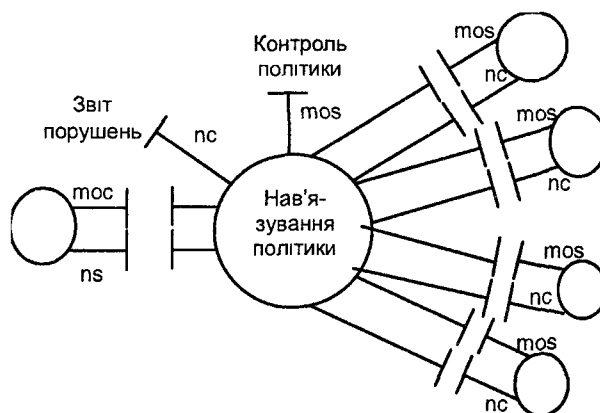 mos
nc
Контроль
політики
mos
Звіт
порушень
nc
mos
nc
Нав'я-
зування
політики
moc
ns
mos
nc
mos
nc